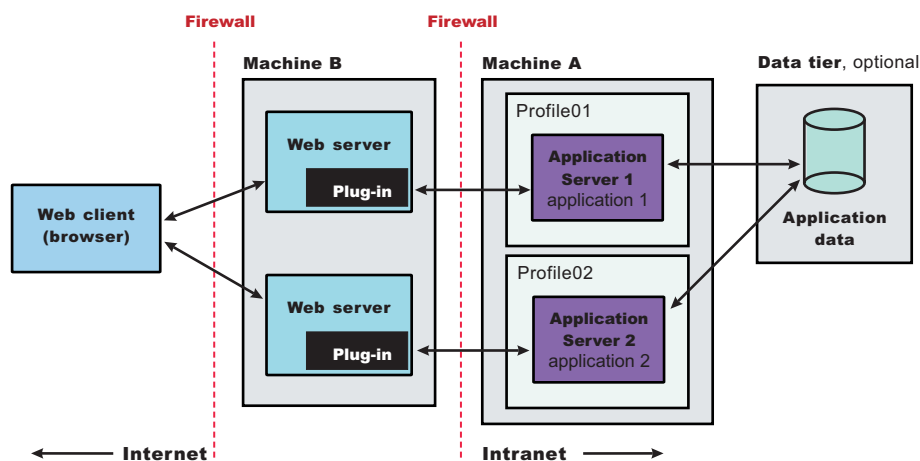 Firewall
Firewall
Machine B
Machine A
Data tier, optional
Web client
(browser)
Web server
Plug-in
Web server
Plug-in
Profile01
Application
Server 1
application 1
Profile02
Application
Server 2
application 2
Application
data
Internet
Intranet